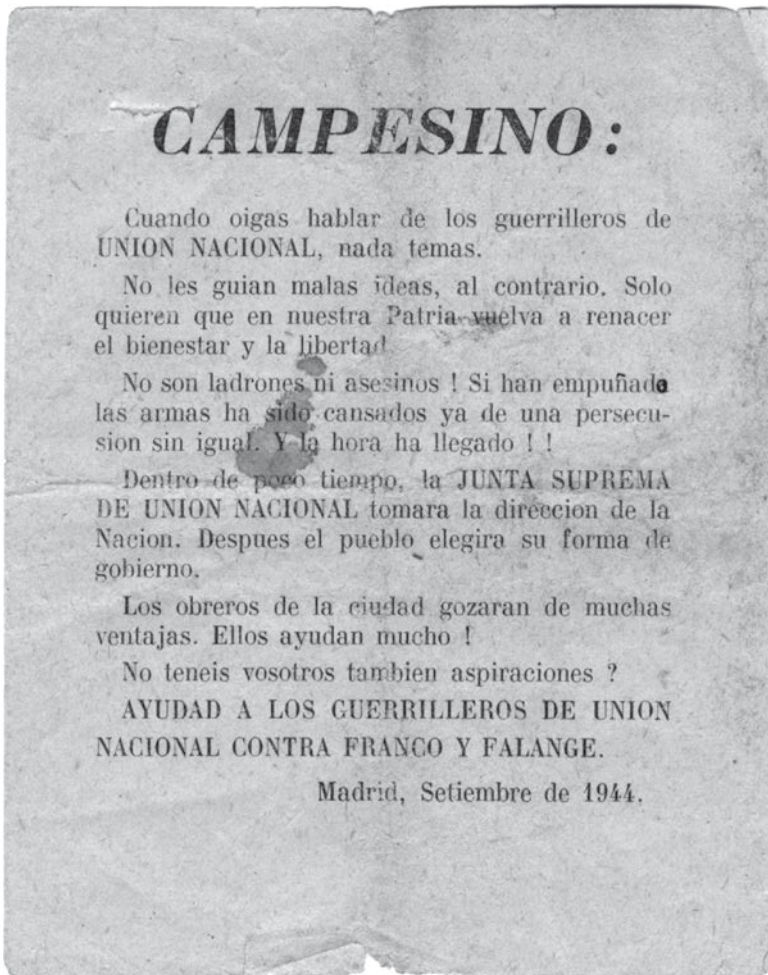 CAMPESINO:
Cuando oigas hablar de los guerrilleros de
UNION NACIONAL, nada temas.
No les guian malas ideas, al contrario. Solo
quieren que en nuestra Patria vuelva a renacer
el bienestar y la libertad
No son ladrones ni asesinos ! Si han empuñado
las armas ha sido cansados ya de una persecu-
sion sin igual. Y la hora ha llegado ! !
Dentro de poco tiempo, la JUNTA SUPREMA
DE UNION NACIONAL tomara la direccion de la
Nacion. Despues el pueblo elegira su forma de
gobierno.
Los obreros de la ciudad gozaran de muchas
ventajas. Ellos ayudan mucho !
No teneis vosotros tambien aspiraciones ?
AYUDAD A LOS GUERRILLEROS DE UNION
NACIONAL CONTRA FRANCO Y FALANGE.
Madrid, Setiembre de 1944.